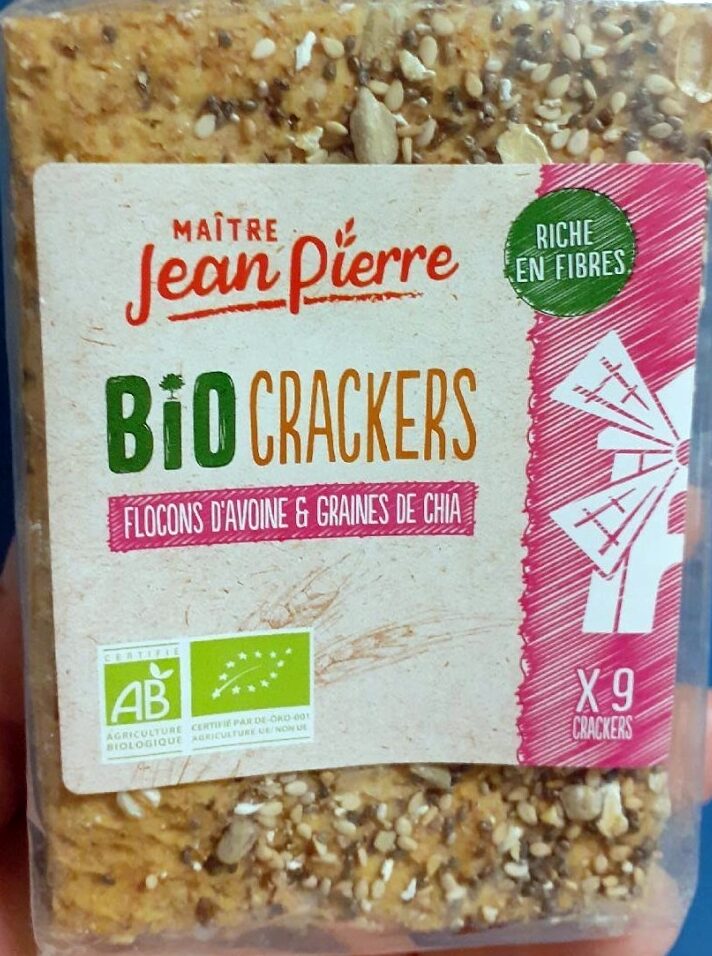 MAÎTRE
Jean Pierre
RICHE
EN FIBRES
BIO CRACKERS
FLOCONS D'AVOINE & GRAINES DE CHIA
CERTIFIÉ
AB
AGRICULTURE
BIOLOGIQUE
CERTIFIÉ PAR DE-ÖKO-001
AGRICULTURE UE/NON UE
X 9
CRACKERS